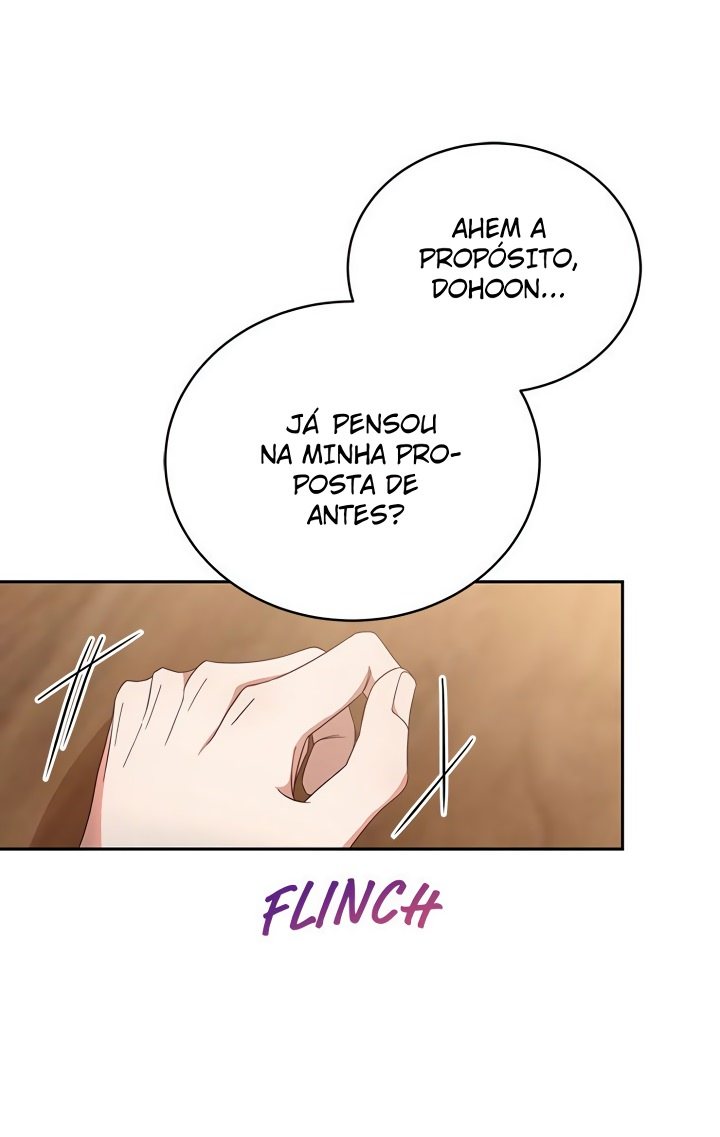 AHEM A
PROPÓSITO,
DOHOON...
JÁ PENSOU
NA MINHA PRO-
POSTA DE
ANTES?
FLINCH